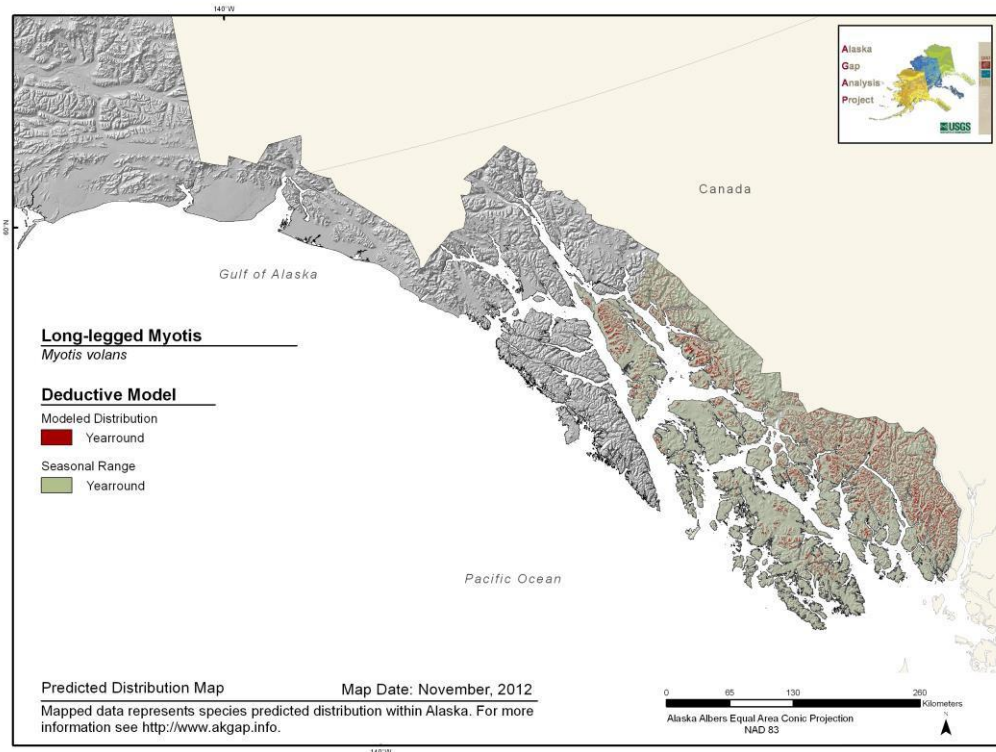 140°W
Alaska
Gap
Analysis
Project
USGS
Canada
60°N
Gulf of Alaska
Long-legged Myotis
Myotis volans
Deductive Model
Modeled Distribution
Yearround
Seasonal Range
Yearround
Pacific Ocean
Predicted Distribution Map Map Date: November, 2012
Mapped data represents species predicted distribution within Alaska. For more
information see http://www.akgap.info.
0 65 130 260
Kilometers
Alaska Albers Equal Area Conic Projection
NAD 83
N
140°W